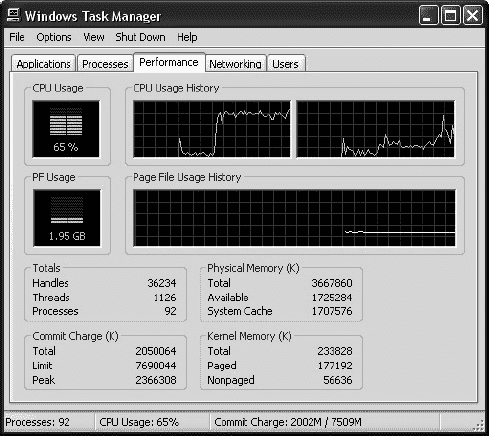 Windows Task Manager
File Options View Shut Down Help
Applications Processes Performance Networking Users
CPU Usage CPU Usage History
65 %
PF Usage Page File Usage History
1.95 GB
Totals Physical Memory (K)
Handles 36234 Total 3667860
Threads 1126 Available 1725284
Processes 92 System Cache 1707576
Commit Charge (K) Kernel Memory (K)
Total 2050064 Total 233828
Limit 7690044 Paged 177192
Peak 2366308 Nonpaged 56636
Processes: 92 CPU Usage: 65% Commit Charge: 2002M / 7509M